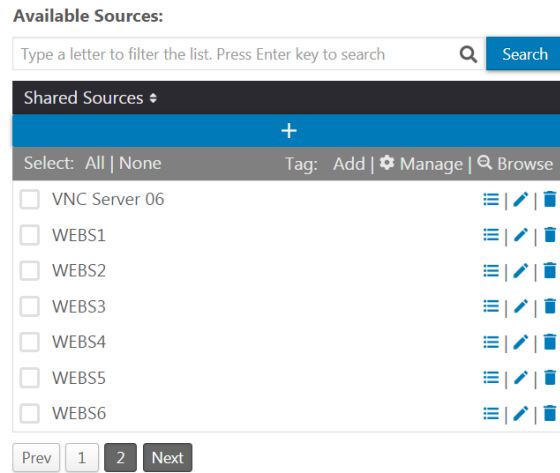 Available Sources:
Type a letter to filter the list. Press Enter key to search
Search
Shared Sources
+
Select: All | None Tag: Add | Manage | Browse
VNC Server 06 | |
WEBS1 | |
WEBS2 | |
WEBS3 | |
WEBS4 | |
WEBS5 | |
WEBS6 | |
Prev 1 2 Next